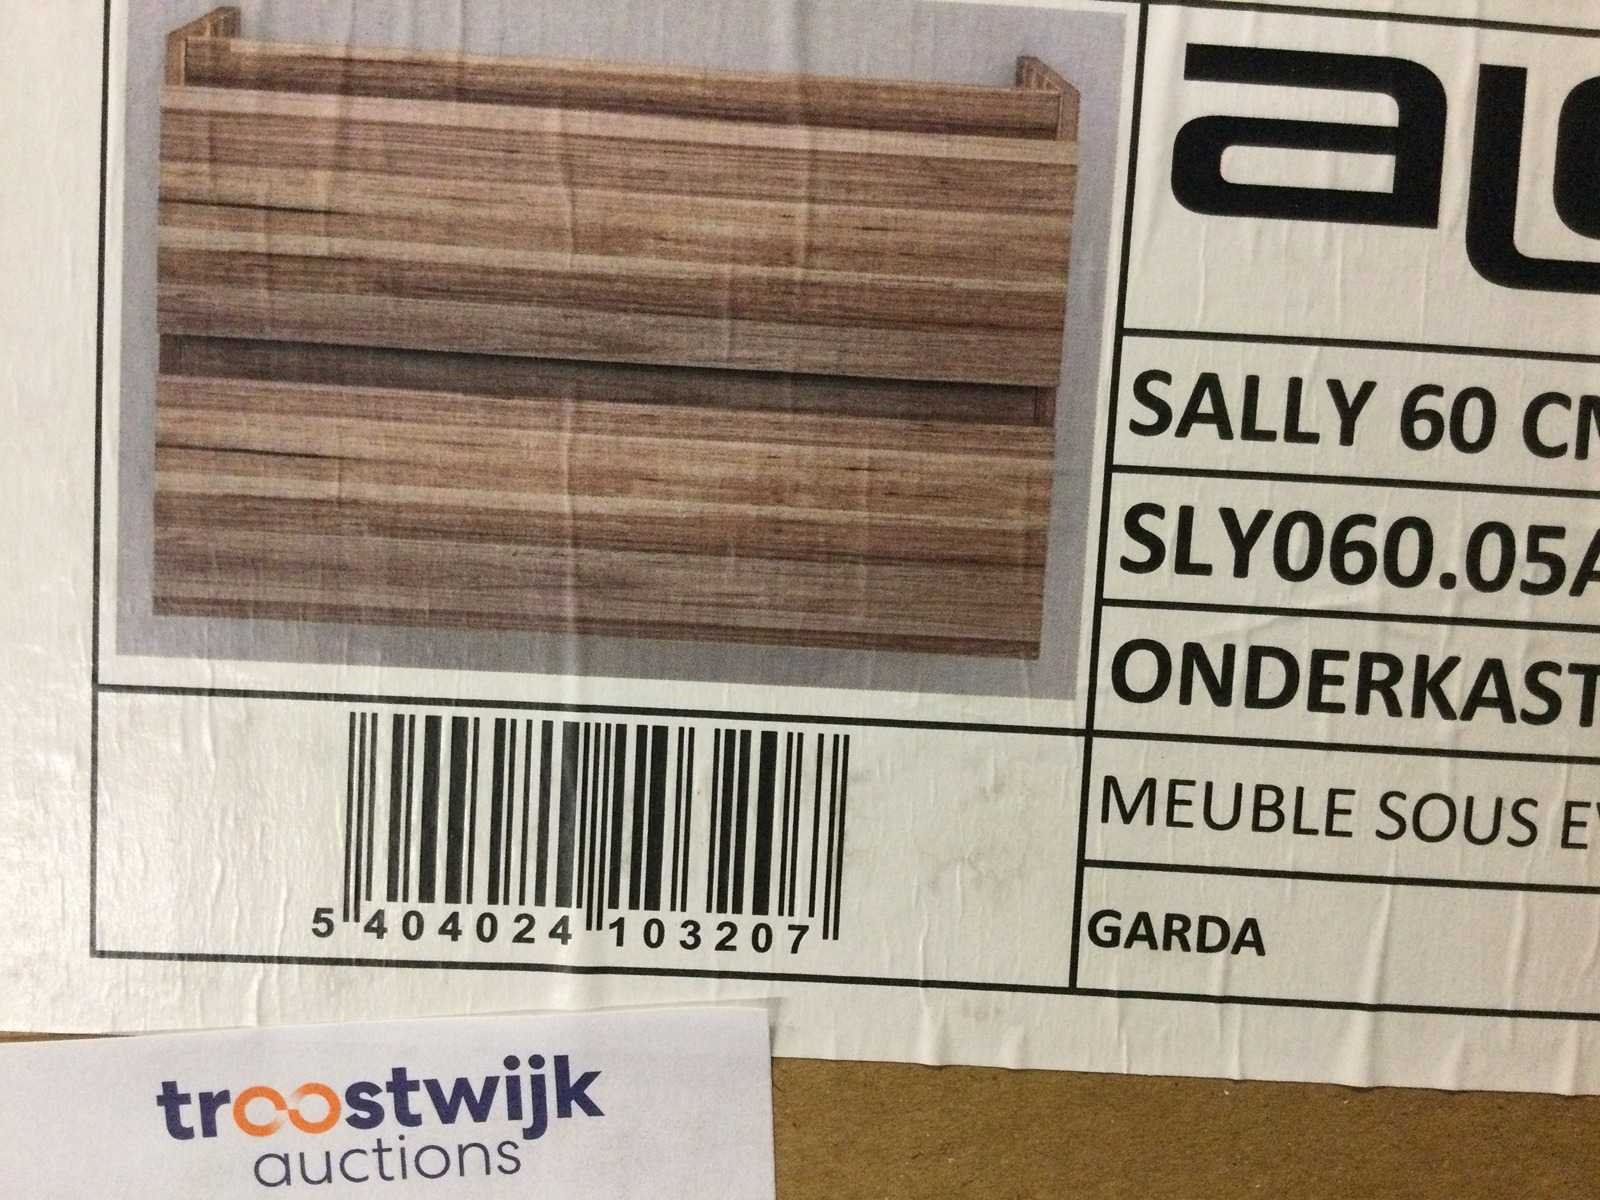 SALLY 60 CM
SLY060.05A
ONDERKAST
MEUBLE SOUS
GARDA
5 404024 103207
troostwijk
auctions